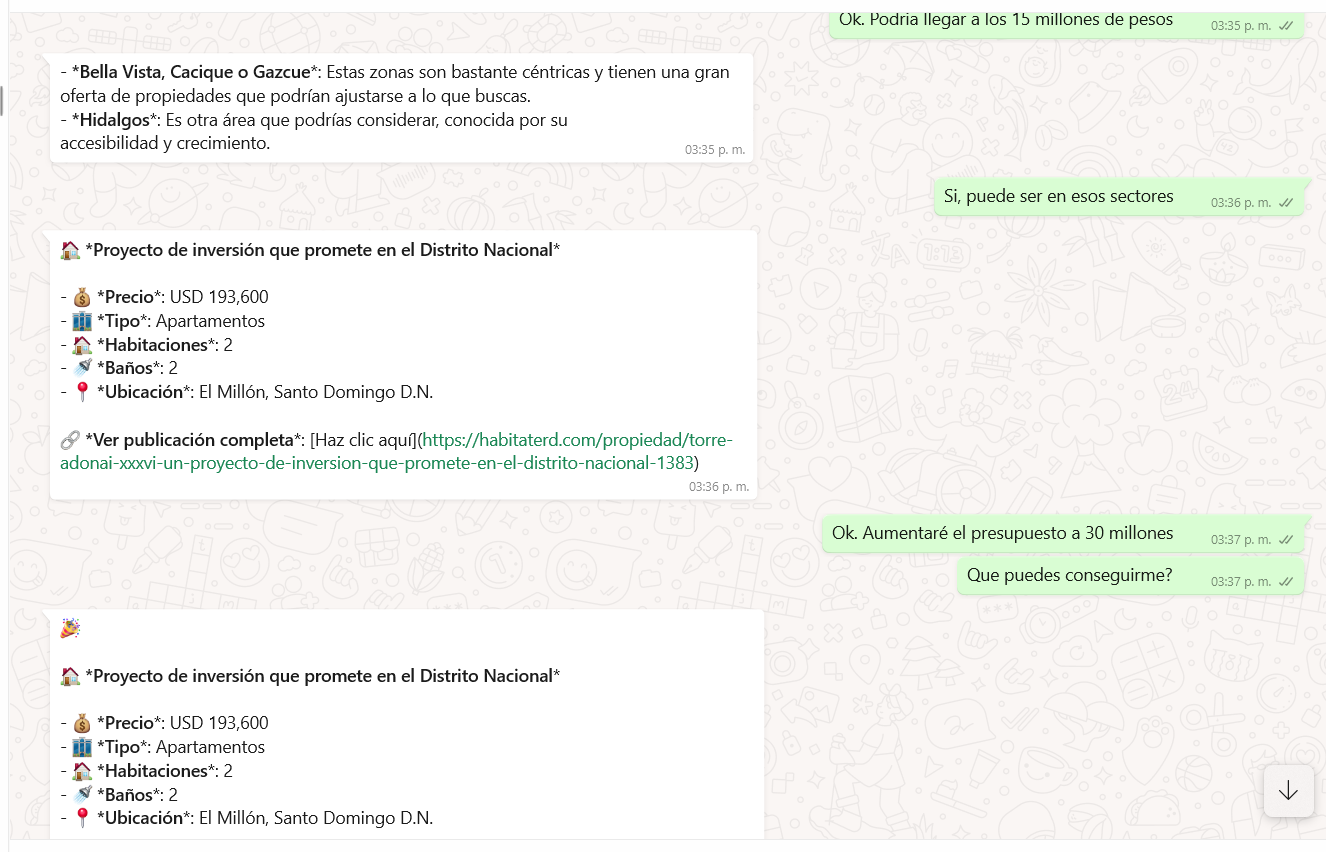 Ok. Podria llegar a los 15 millones de pesos
03:35 p. m.
- *Bella Vista, Cacique o Gazcue*: Estas zonas son bastante céntricas y tienen una gran
oferta de propiedades que podrían ajustarse a lo que buscas.
- *Hidalgos*: Es otra área que podrías considerar, conocida por su
accesibilidad y crecimiento.
03:35 p. m.
Si, puede ser en esos sectores
03:36 p. m.
🏠 *Proyecto de inversión que promete en el Distrito Nacional*
- 💰 *Precio*: USD 193,600
- 🏢 *Tipo*: Apartamentos
- 🏠 *Habitaciones*: 2
- 🚿 *Baños*: 2
- 📍 *Ubicación*: El Millón, Santo Domingo D.N.
🔗 *Ver publicación completa*: [Haz clic aquí](https://habitaterd.com/propiedad/torre-
adonai-xxxvi-un-proyecto-de-inversion-que-promete-en-el-distrito-nacional-1383)
03:36 p. m.
Ok. Aumentaré el presupuesto a 30 millones
03:37 p. m.
Que puedes conseguirme?
03:37 p. m.
🎉
🏠 *Proyecto de inversión que promete en el Distrito Nacional*
- 💰 *Precio*: USD 193,600
- 🏢 *Tipo*: Apartamentos
- 🏠 *Habitaciones*: 2
- 🚿 *Baños*: 2
- 📍 *Ubicación*: El Millón, Santo Domingo D.N.